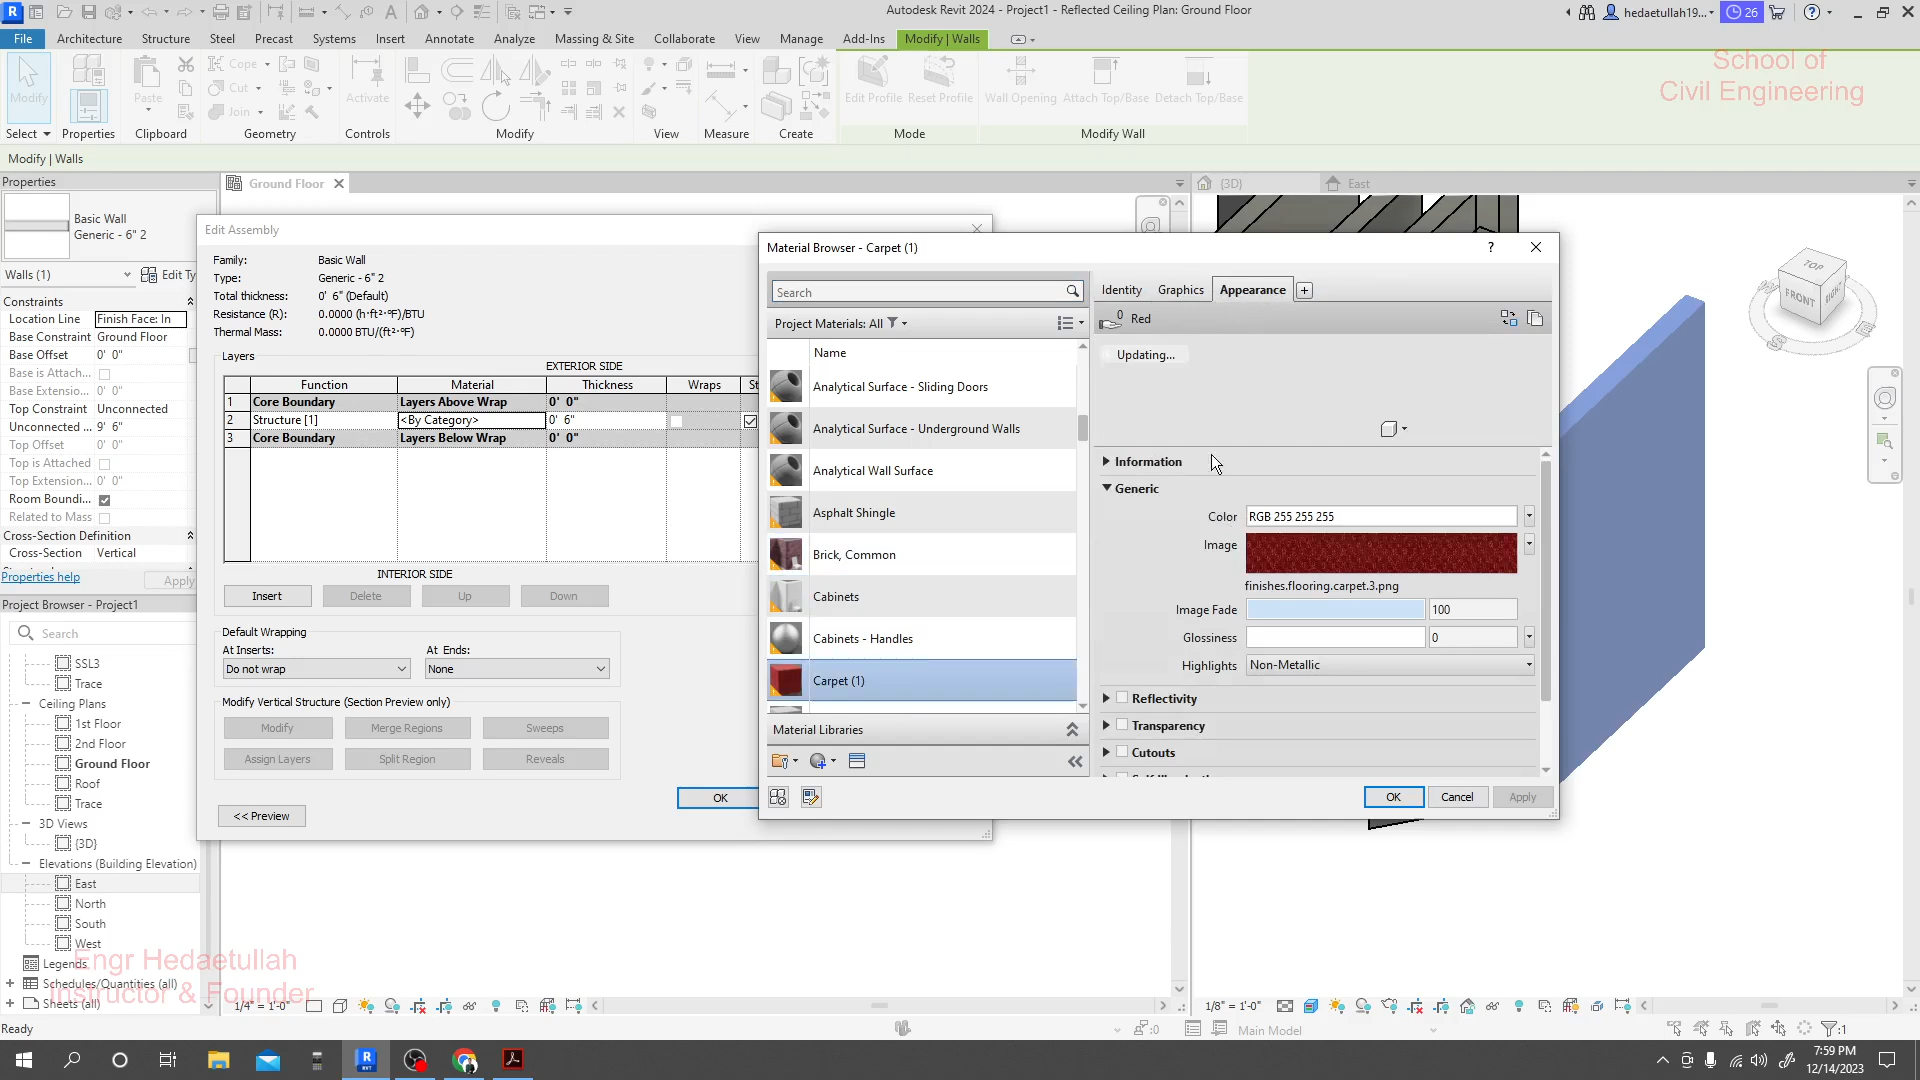 Autodesk Revit 2024 - Project1 - Reflected Ceiling Plan: Ground Floor
hedaetullah19...
26
File Architecture Structure Steel Precast Systems Insert Annotate Analyze Massing & Site Collaborate View Manage Add-Ins Modify | Walls
School of
Civil Engineering
Modify
Paste
Cope
Cut
Join
Activate
Edit Profile Reset Profile Wall Opening Attach Top/Base Detach Top/Base
Select Properties Clipboard Geometry Controls Modify View Measure Create Mode Modify Wall
Modify | Walls
Properties
Ground Floor
{3D}
East
Basic Wall
Generic - 6" 2
Walls (1)
Edit Ty
Constraints
Location Line Finish Face: In
Base Constraint Ground Floor
Base Offset 0' 0"
Base is Attach...
Base Extensio... 0' 0"
Top Constraint Unconnected
Unconnected ... 9' 6"
Top Offset 0' 0"
Top is Attached
Top Extension... 0' 0"
Room Boundi...
Related to Mass
Cross-Section Definition
Cross-Section Vertical
Properties help
Apply
Project Browser - Project1
Search
SSL3
Trace
Ceiling Plans
1st Floor
2nd Floor
Ground Floor
Roof
Trace
3D Views
{3D}
Elevations (Building Elevation)
East
North
South
West
Legends
Schedules/Quantities (all)
Sheets (all)
Engr Hedaetullah
Instructor & Founder
Edit Assembly
Family: Basic Wall
Type: Generic - 6" 2
Total thickness: 0' 6" (Default)
Resistance (R): 0.0000 (h·ft²·°F)/BTU
Thermal Mass: 0.0000 BTU/(ft²·°F)
Layers
EXTERIOR SIDE
Function Material Thickness Wraps St
1 Core Boundary Layers Above Wrap 0' 0"
2 Structure [1] <By Category> 0' 6"
3 Core Boundary Layers Below Wrap 0' 0"
INTERIOR SIDE
Insert Delete Up Down
Default Wrapping
At Inserts: At Ends:
Do not wrap None
Modify Vertical Structure (Section Preview only)
Modify Merge Regions Sweeps
Assign Layers Split Region Reveals
OK
<< Preview
Material Browser - Carpet (1)
?
Search
Project Materials: All
Name
Analytical Surface - Sliding Doors
Analytical Surface - Underground Walls
Analytical Wall Surface
Asphalt Shingle
Brick, Common
Cabinets
Cabinets - Handles
Carpet (1)
Material Libraries
Identity Graphics Appearance +
0
Red
Updating...
Information
Generic
Color RGB 255 255 255
Image
finishes.flooring.carpet.3.png
Image Fade 100
Glossiness 0
Highlights Non-Metallic
Reflectivity
Transparency
Cutouts
OK Cancel Apply
TOP
FRONT
RIGHT
W
S
E
1/4" = 1'-0"
1/8" = 1'-0"
Ready
:0
Main Model
:1
7:59 PM
12/14/2023